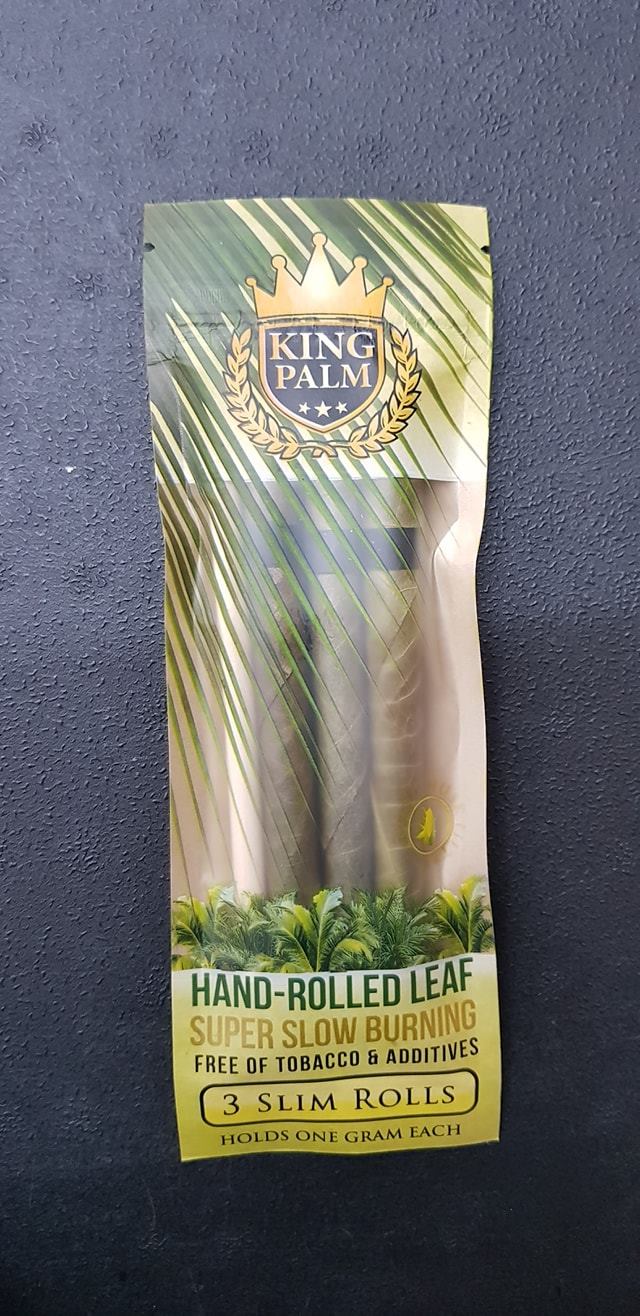 KING
PALM
HAND-ROLLED LEAF
SUPER SLOW BURNING
FREE OF TOBACCO & ADDITIVES
3 SLIM ROLLS
HOLDS ONE GRAM EACH